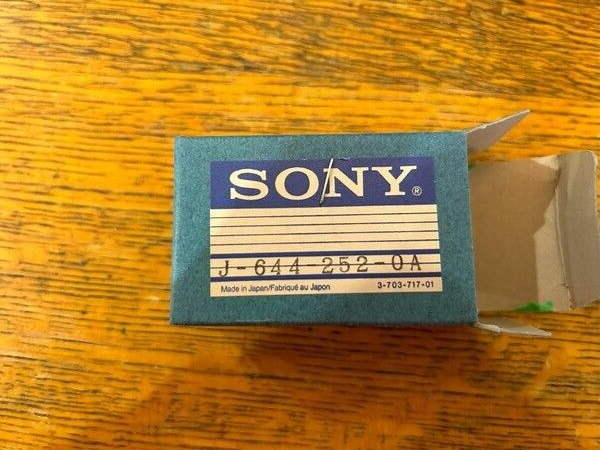 SONY®
J-644 252-0A
Made in Japan/Fabriqué au Japon 3-703-717-01